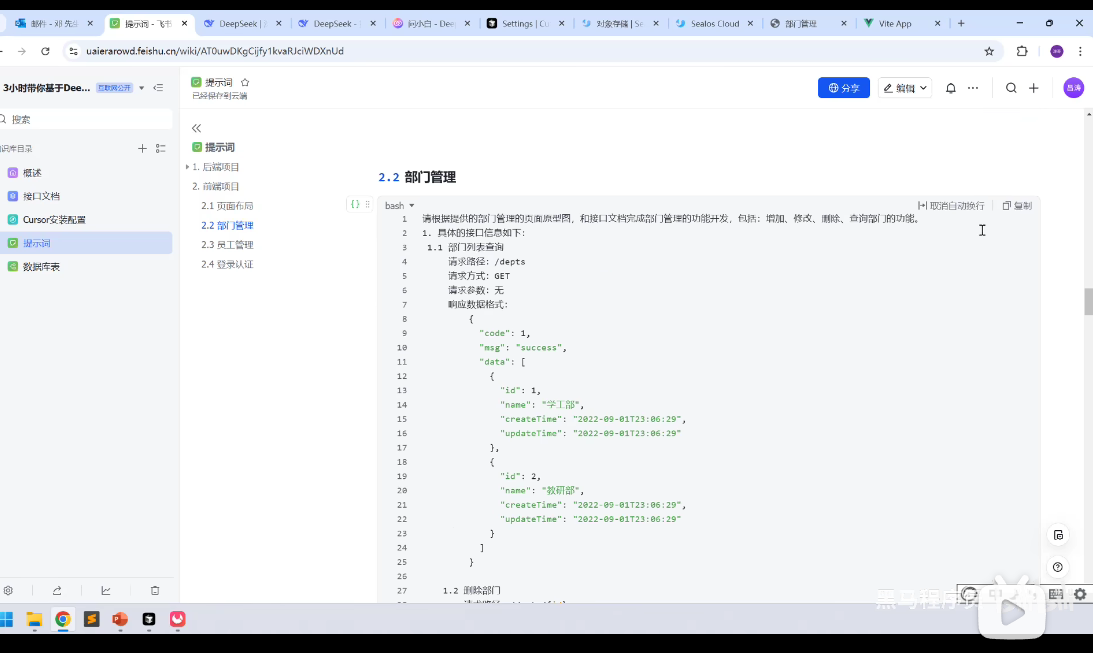 邮件 - 邓 先生
提示词 - 飞书
DeepSeek |
DeepSeek -
问小白 - Dee
Settings | Cu
对象存储 | Se
Sealos Cloud
部门管理
Vite App
uaierarowd.feishu.cn/wiki/AT0uwDKgCijfy1kvaRJciWDXnUd
3小时带你基于Dee... 互联网公开
提示词
已经保存到云端
分享
编辑
昌涛
搜索
识库目录
概述
接口文档
Cursor安装配置
提示词
数据库表
提示词
1. 后端项目
2. 前端项目
2.1 页面布局
2.2 部门管理
2.3 员工管理
2.4 登录认证
2.2 部门管理
bash
取消自动换行
复制
1 请根据提供的部门管理的页面原型图, 和接口文档完成部门管理的功能开发, 包括: 增加、修改、删除、查询部门的功能。
2 1. 具体的接口信息如下:
3 1.1 部门列表查询
4 请求路径: /depts
5 请求方式: GET
6 请求参数: 无
7 响应数据格式:
8 {
9 "code": 1,
10 "msg": "success",
11 "data": [
12 {
13 "id": 1,
14 "name": "学工部",
15 "createTime": "2022-09-01T23:06:29",
16 "updateTime": "2022-09-01T23:06:29"
17 },
18 {
19 "id": 2,
20 "name": "教研部",
21 "createTime": "2022-09-01T23:06:29",
22 "updateTime": "2022-09-01T23:06:29"
23 }
24 ]
25 }
26
27 1.2 删除部门
黑马程序员